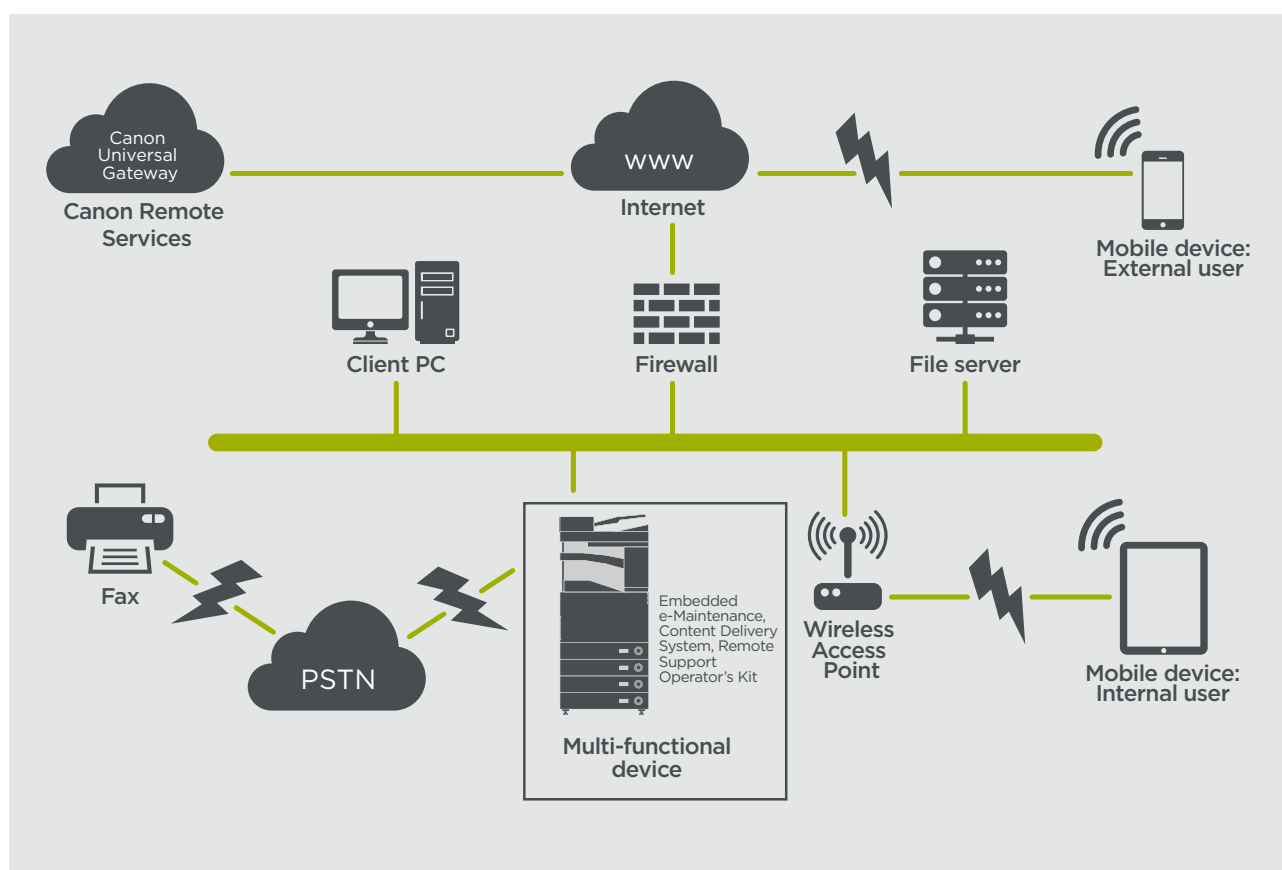 Canon
Universal
Gateway
Canon Remote
Services
www
Internet
Mobile device:
External user
Client PC
Firewall
File server
Fax
PSTN
Embedded
e-Maintenance,
Content Delivery
System, Remote
Support
Operator's Kit
Multi-functional
device
Wireless
Access
Point
Mobile device:
Internal user